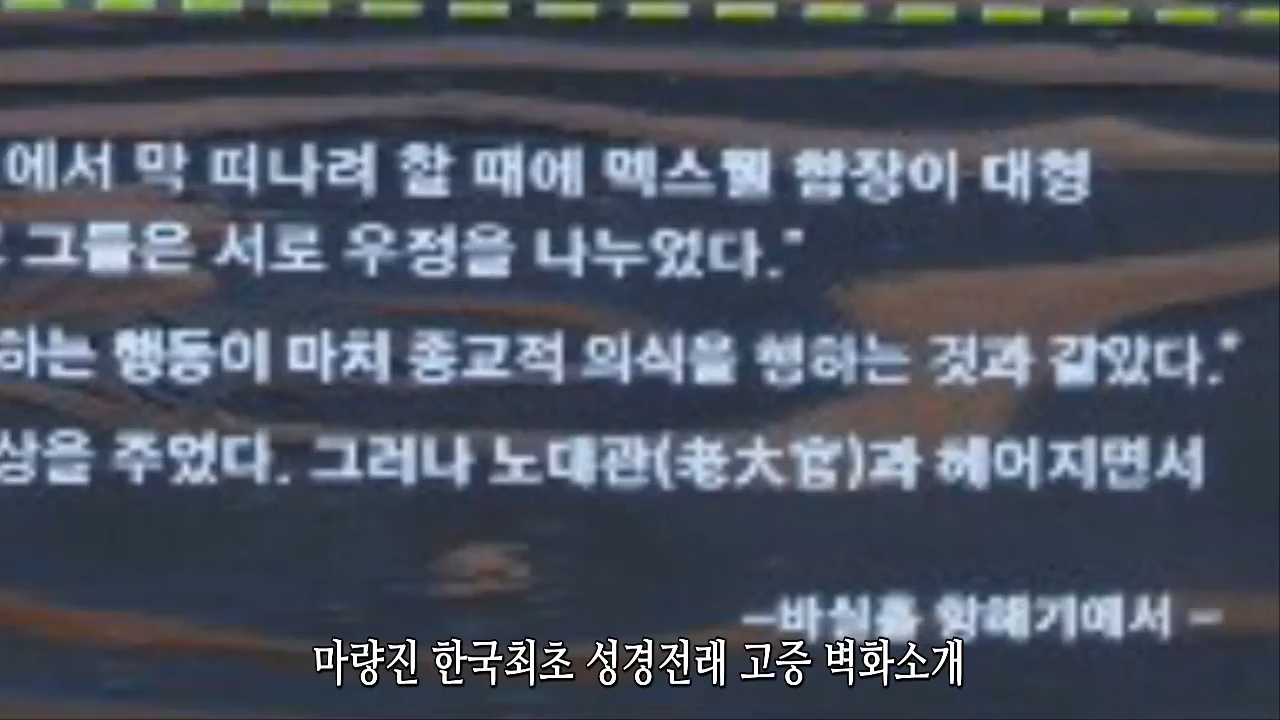 에서 막 떠나려 할 때에 멕스웰 함장이 대형
그들은 서로 우정을 나누었다."
하는 행동이 마치 종교적 의식을 행하는 것과 같았다."
상을 주었다. 그러나 노대관(老大官)과 헤어지면서
-바실홀 항해기에서 -
마량진 한국최초 성경전래 고증 벽화소개